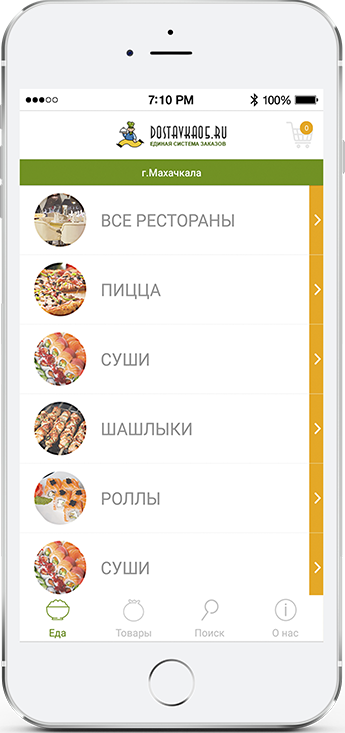 7:10 PM
100%
DOSTAVKA05.RU
ЕДИНАЯ СИСТЕМА ЗАКАЗОВ
0
г.Махачкала
ВСЕ РЕСТОРАНЫ
ПИЦЦА
СУШИ
ШАШЛЫКИ
РОЛЛЫ
СУШИ
Еда Товары Поиск О нас